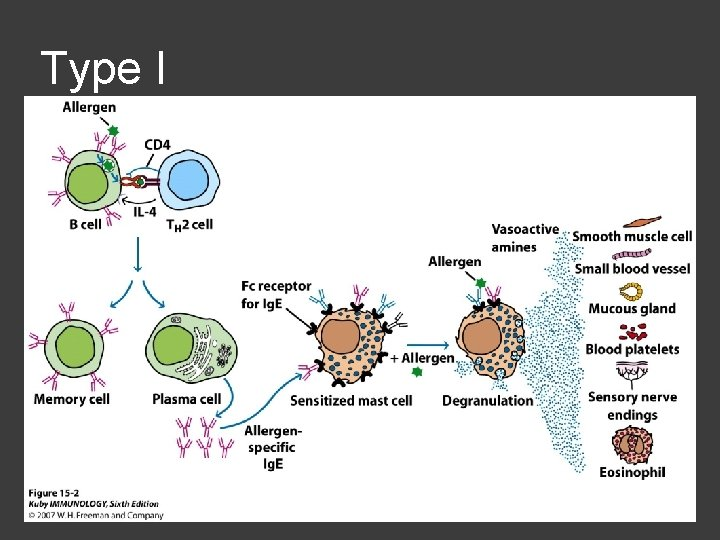 Type I
Allergen
CD4
IL-4
B cell
TH2 cell
Vasoactive
amines
Smooth muscle cell
Allergen
Small blood vessel
Fc receptor
for IgE
Mucous gland
Blood platelets
+ Allergen
Memory cell
Plasma cell
Sensitized mast cell
Degranulation
Sensory nerve
endings
Allergen-
specific
IgE
Eosinophil
Figure 15-2
Kuby IMMUNOLOGY, Sixth Edition
© 2007 W. H. Freeman and Company